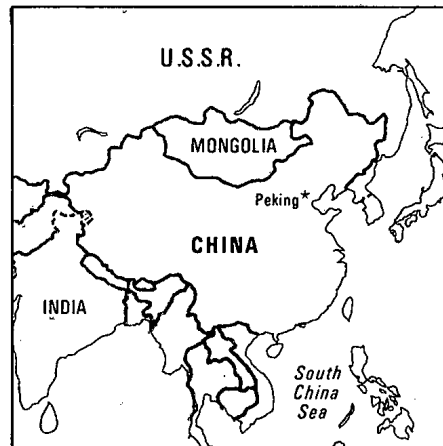 U.S.S.R.
MONGOLIA
Peking*
CHINA
INDIA
South
China
Sea